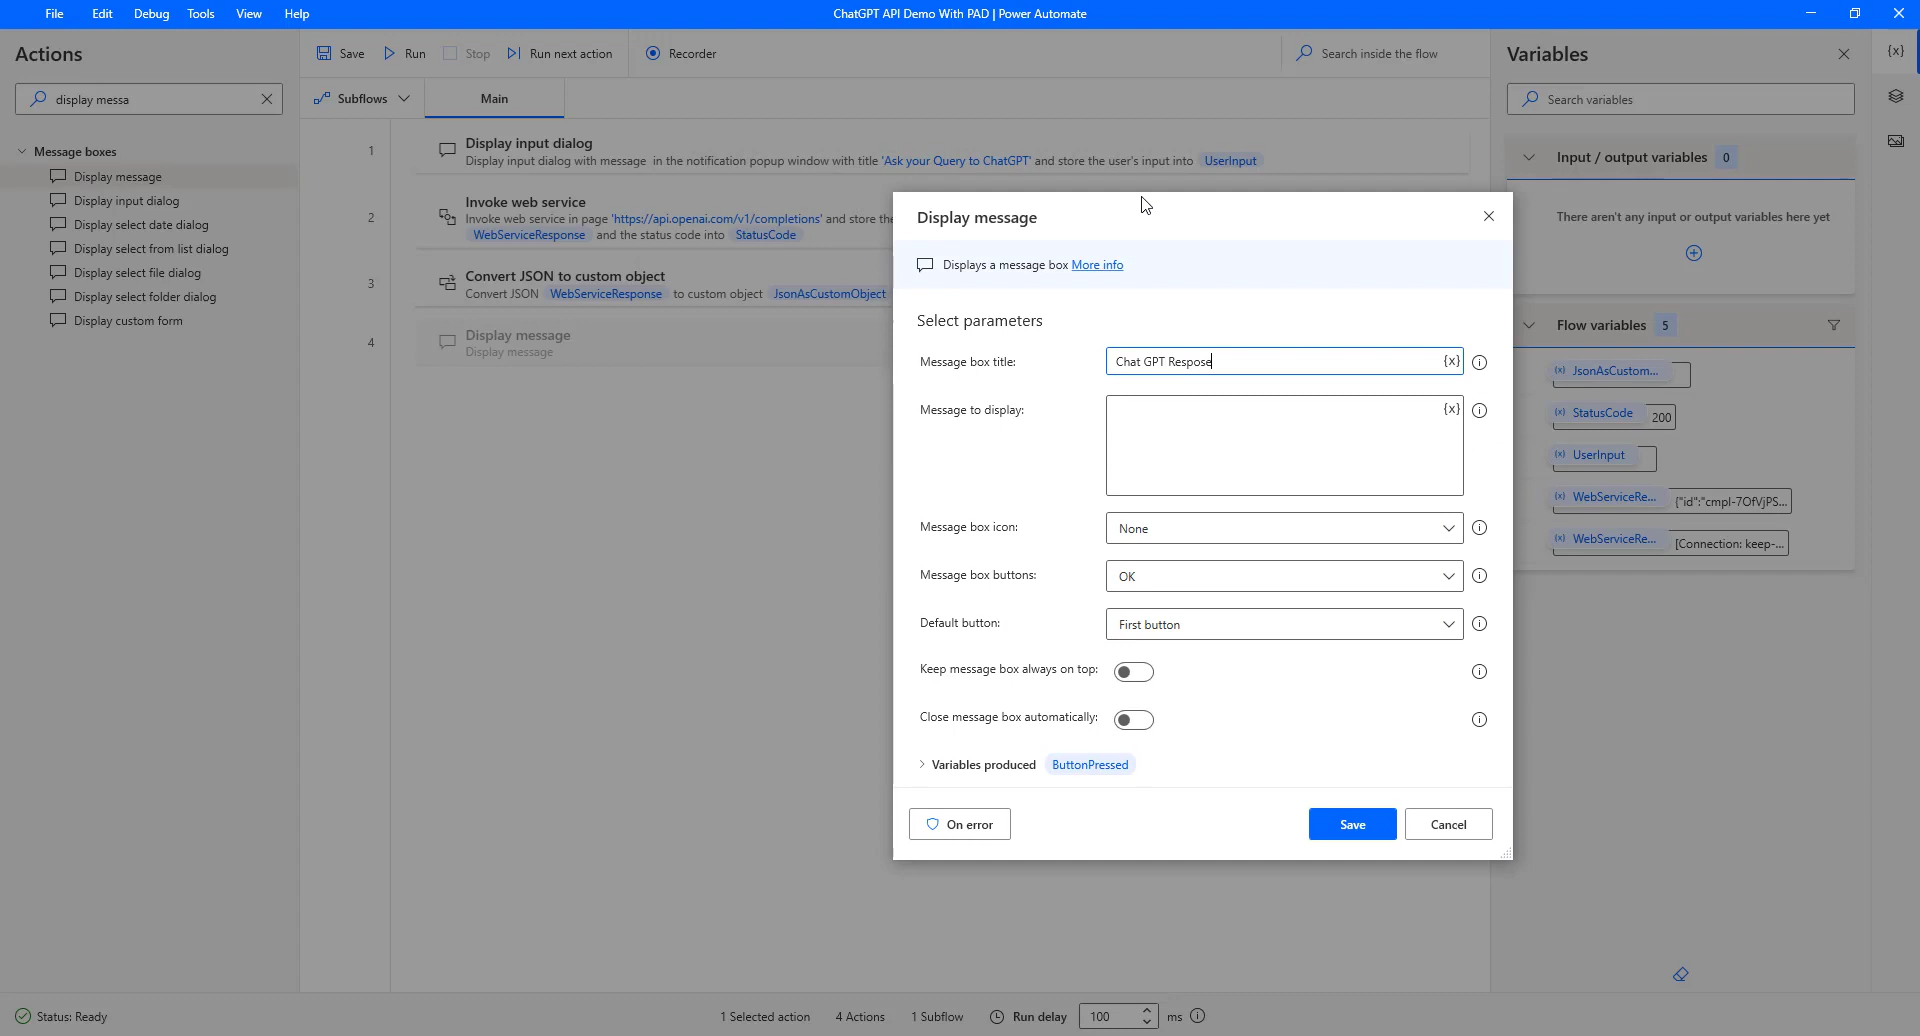 File Edit Debug Tools View Help
ChatGPT API Demo With PAD | Power Automate
Actions
display messa
Message boxes
Display message
Display input dialog
Display select date dialog
Display select from list dialog
Display select file dialog
Display select folder dialog
Display custom form
Save Run Stop Run next action Recorder
Search inside the flow
Subflows Main
1
Display input dialog
Display input dialog with message in the notification popup window with title 'Ask your Query to ChatGPT' and store the user's input into UserInput
2
Invoke web service
Invoke web service in page 'https://api.openai.com/v1/completions' and store the
WebServiceResponse and the status code into StatusCode
3
Convert JSON to custom object
Convert JSON WebServiceResponse to custom object JsonAsCustomObject
4
Display message
Display message
Display message
Displays a message box More info
Select parameters
Message box title: Chat GPT Respose {x}
Message to display: {x}
Message box icon: None
Message box buttons: OK
Default button: First button
Keep message box always on top:
Close message box automatically:
Variables produced ButtonPressed
On error Save Cancel
Variables
{x}
Search variables
Input / output variables 0
There aren't any input or output variables here yet
Flow variables 5
(x) JsonAsCustom...
(x) StatusCode 200
(x) UserInput
(x) WebServiceRe... {"id":"cmpl-7OfVjPS...
(x) WebServiceRe... [Connection: keep-...
Status: Ready
1 Selected action 4 Actions 1 Subflow Run delay 100 ms